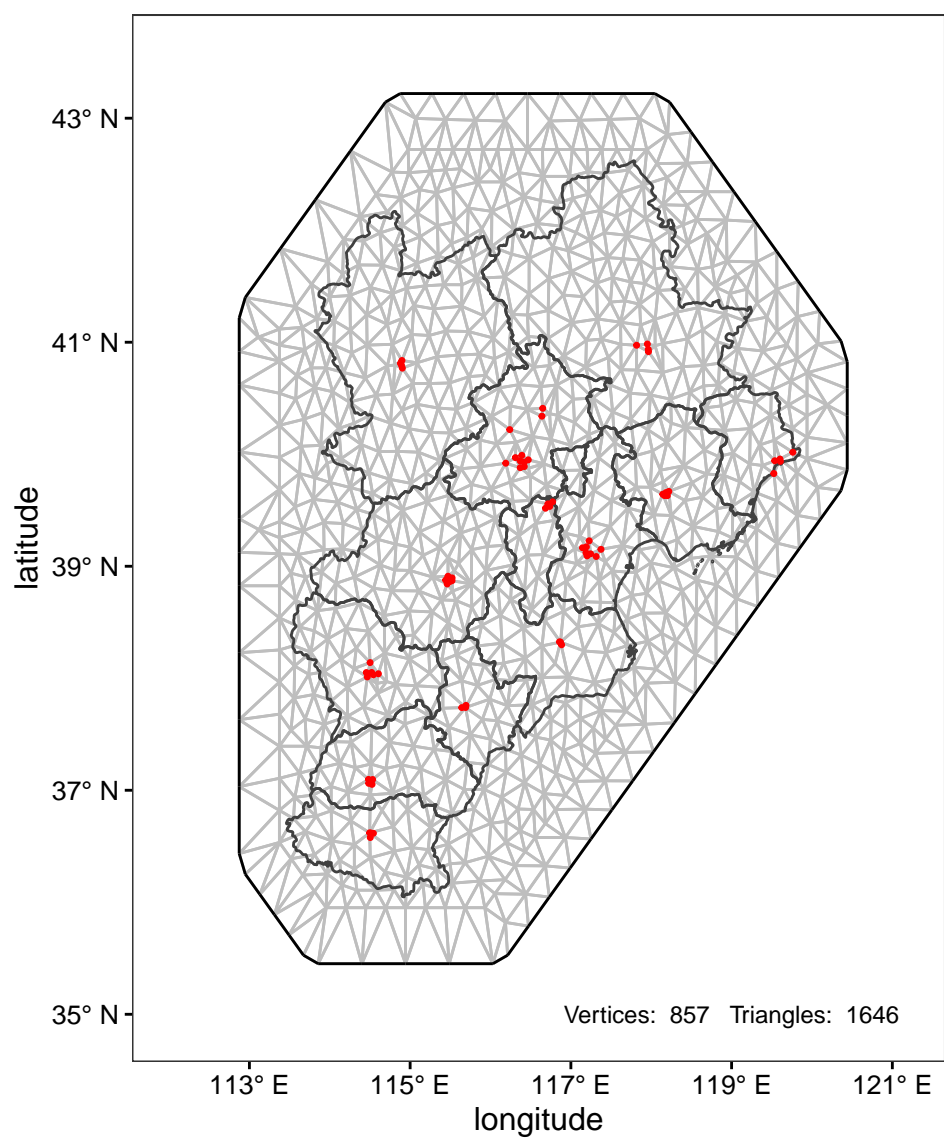 43° N
41° N
39° N
37° N
35° N
latitude
Vertices: 857 Triangles: 1646
113° E 115° E 117° E 119° E 121° E
longitude